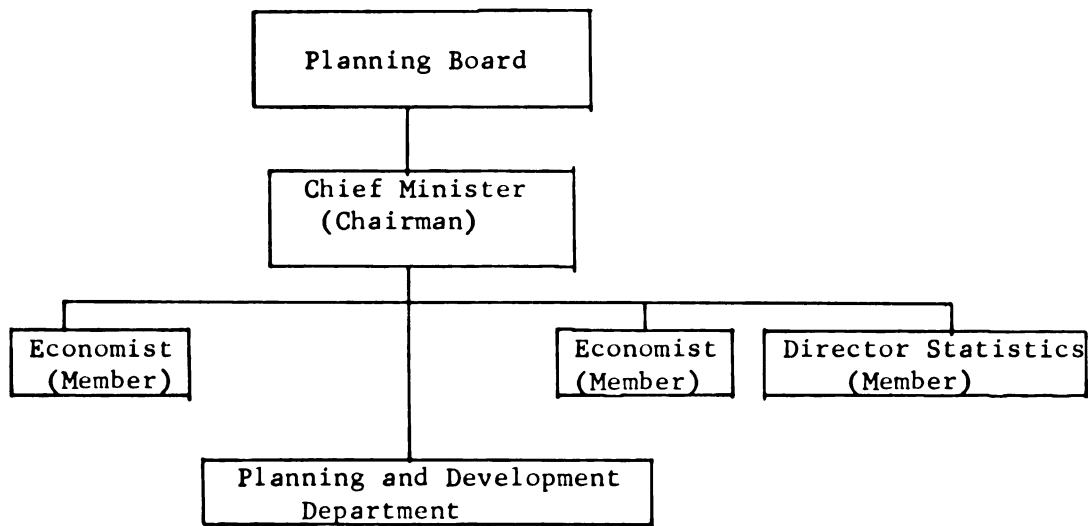 Planning Board
Chief Minister
(Chairman)
Economist
(Member)
Economist
(Member)
Director Statistics
(Member)
Planning and Development
Department